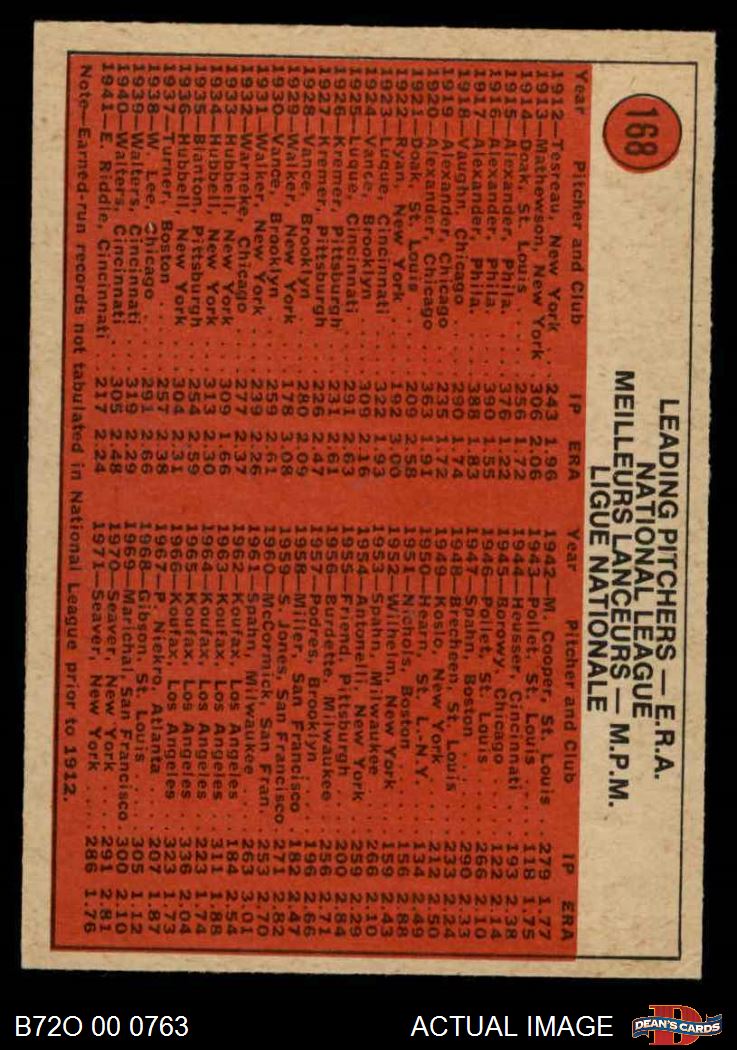 168
LEADING PITCHERS — E.R.A.
NATIONAL LEAGUE
MEILLEURS LANCEURS — M.P.M.
LIGUE NATIONALE
Year Pitcher and Club IP ERA
1912—Tesreau, New York . . 243 1.96
1913—Mathewson, New York 306 2.06
1914—Doak, St. Louis . . . . . 256 1.72
1915—Alexander, Phila. . . . 376 1.22
1916—Alexander, Phila. . . . 390 1.55
1917—Alexander, Phila. . . . 388 1.83
1918—Vaughn, Chicago . . . . 290 1.74
1919—Alexander, Chicago . . 235 1.72
1920—Alexander, Chicago . . 363 1.91
1921—Doak, St. Louis . . . . . 209 2.58
1922—Ryan, New York . . . . . 192 3.00
1923—Luque, Cincinnati . . . . 322 1.93
1924—Vance, Brooklyn . . . . . 309 2.16
1925—Luque, Cincinnati . . . . 291 2.63
1926—Kremer, Pittsburgh . . . 231 2.61
1927—Kremer, Pittsburgh . . . 226 2.47
1928—Vance, Brooklyn . . . . . 280 2.09
1929—Walker, New York . . . . 178 3.08
1930—Vance, Brooklyn . . . . . 259 2.61
1931—Walker, New York . . . . 239 2.26
1932—Warneke, Chicago . . . . 277 2.37
1933—Hubbell, New York . . . . 309 1.66
1934—Hubbell, New York . . . . 313 2.30
1935—Blanton, Pittsburgh . . . 254 2.59
1936—Hubbell, New York . . . . 304 2.31
1937—Turner, Boston . . . . . . 257 2.38
1938—W. Lee, Chicago . . . . . 291 2.66
1939—Walters, Cincinnati . . . 319 2.29
1940—Walters, Cincinnati . . . 305 2.48
1941—E. Riddle, Cincinnati . . 217 2.24
Year Pitcher and Club IP ERA
1942—M. Cooper, St. Louis . . 279 1.77
1943—Pollet, St. Louis . . . . . 118 1.75
1944—Heusser, Cincinnati . . . 193 2.38
1945—Borowy, Chicago . . . . . 122 2.14
1946—Pollet, St. Louis . . . . . 266 2.10
1947—Spahn, Boston . . . . . . 290 2.33
1948—Brecheen, St. Louis . . . 233 2.24
1949—Koslo, New York . . . . . 212 2.50
1950—Hearn, St. L.-N.Y. . . . . 134 2.49
1951—Nichols, Boston . . . . . 156 2.88
1952—Wilhelm, New York . . . 159 2.43
1953—Spahn, Milwaukee . . . . 266 2.10
1954—Antonelli, New York . . . 259 2.29
1955—Friend, Pittsburgh . . . . 200 2.84
1956—Burdette, Milwaukee . . 256 2.71
1957—Podres, Brooklyn . . . . 196 2.66
1958—Miller, San Francisco . . 182 2.47
1959—S. Jones, San Francisco 271 2.82
1960—McCormick, San Fran. . 253 2.70
1961—Spahn, Milwaukee . . . . 263 3.01
1962—Koufax, Los Angeles . . 184 2.54
1963—Koufax, Los Angeles . . 311 1.88
1964—Koufax, Los Angeles . . 223 1.74
1965—Koufax, Los Angeles . . 336 2.04
1966—Koufax, Los Angeles . . 323 1.73
1967—P. Niekro, Atlanta . . . . 207 1.87
1968—Gibson, St. Louis . . . . 305 1.12
1969—Marichal, San Francisco 300 2.10
1970—Seaver, New York . . . . 291 2.81
1971—Seaver, New York . . . . 286 1.76
Note—Earned-run records not tabulated in National League prior to 1912.
B72O 00 0763
ACTUAL IMAGE
DEAN'S CARDS